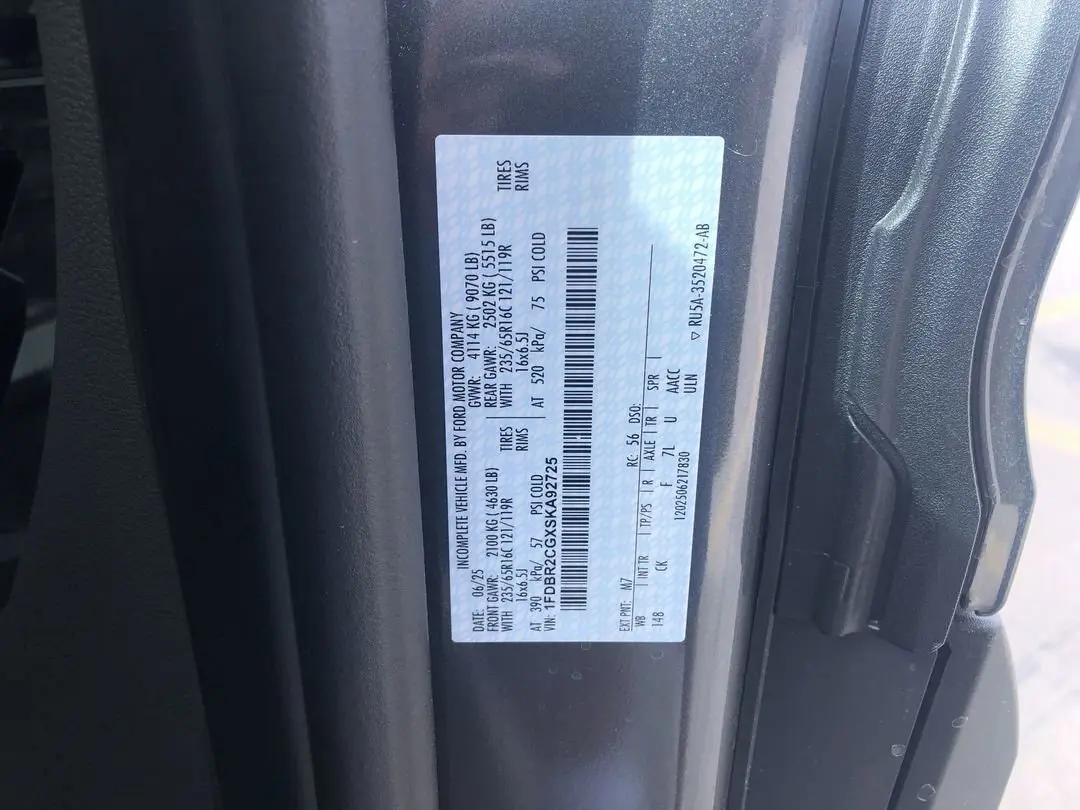 INCOMPLETE VEHICLE MFD. BY FORD MOTOR COMPANY
DATE: 06/25 GVWR: 4114 KG ( 9070 LB)
FRONT GAWR: 2100 KG ( 4630 LB) REAR GAWR: 2502 KG ( 5515 LB)
WITH 235/65R16C 121/119R TIRES WITH 235/65R16C 121/119R TIRES
16x6.5J RIMS 16x6.5J RIMS
AT 390 kPa/ 57 PSI COLD AT 520 kPa/ 75 PSI COLD
VIN: 1FDBR2CGXSKA92725
EXT PNT: M7 RC: 56 DSO:
WB | INT TR | TP/PS | R | AXLE | TR | SPR |
148 CK F 7L U AACC
1202506217830 ULN
▽ RU5A-3520472-AB